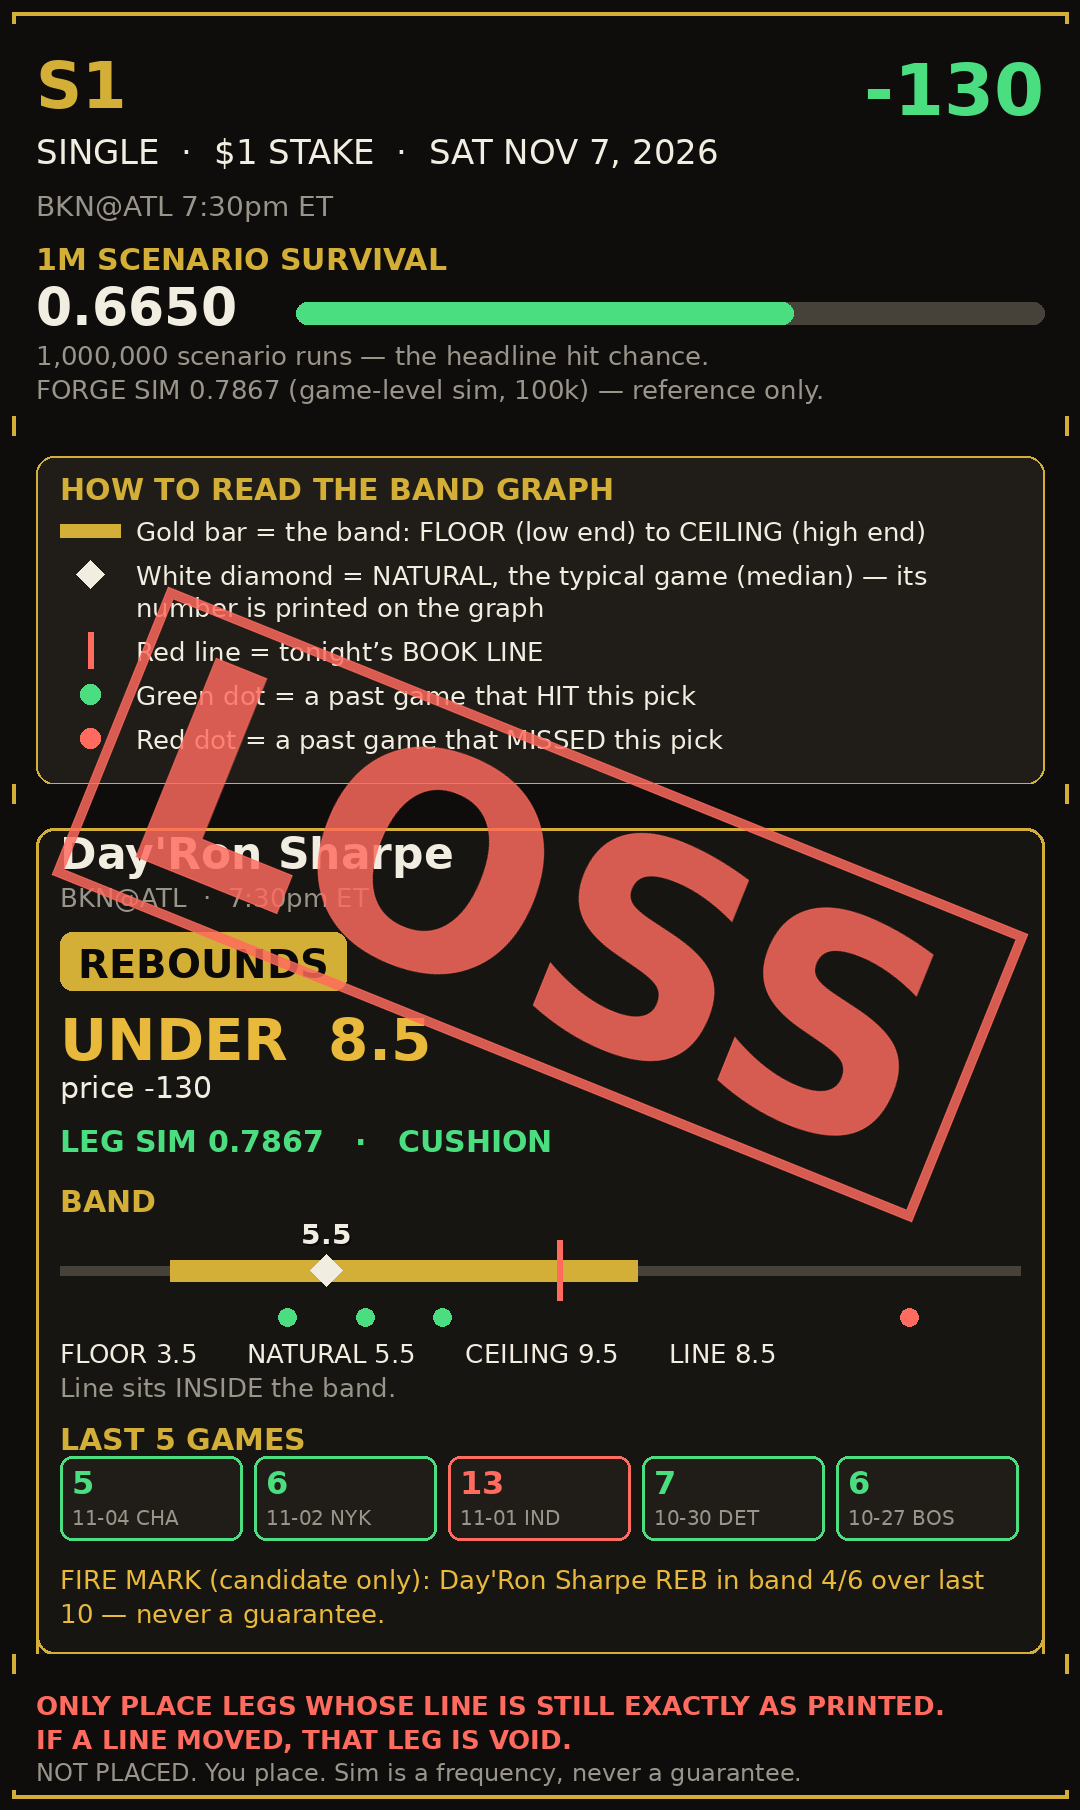 S1
-130
SINGLE · $1 STAKE · SAT NOV 7, 2026
BKN@ATL 7:30pm ET
1M SCENARIO SURVIVAL
0.6650
1,000,000 scenario runs — the headline hit chance.
FORGE SIM 0.7867 (game-level sim, 100k) — reference only.
HOW TO READ THE BAND GRAPH
Gold bar = the band: FLOOR (low end) to CEILING (high end)
White diamond = NATURAL, the typical game (median) — its
number is printed on the graph
Red line = tonight’s BOOK LINE
Green dot = a past game that HIT this pick
Red dot = a past game that MISSED this pick
LOSS
Day'Ron Sharpe
BKN@ATL · 7:30pm ET
REBOUNDS
UNDER 8.5
price -130
LEG SIM 0.7867 · CUSHION
BAND
5.5
FLOOR 3.5 NATURAL 5.5 CEILING 9.5 LINE 8.5
Line sits INSIDE the band.
LAST 5 GAMES
5 6 13 7 6
11-04 CHA 11-02 NYK 11-01 IND 10-30 DET 10-27 BOS
FIRE MARK (candidate only): Day'Ron Sharpe REB in band 4/6 over last
10 — never a guarantee.
ONLY PLACE LEGS WHOSE LINE IS STILL EXACTLY AS PRINTED.
IF A LINE MOVED, THAT LEG IS VOID.
NOT PLACED. You place. Sim is a frequency, never a guarantee.